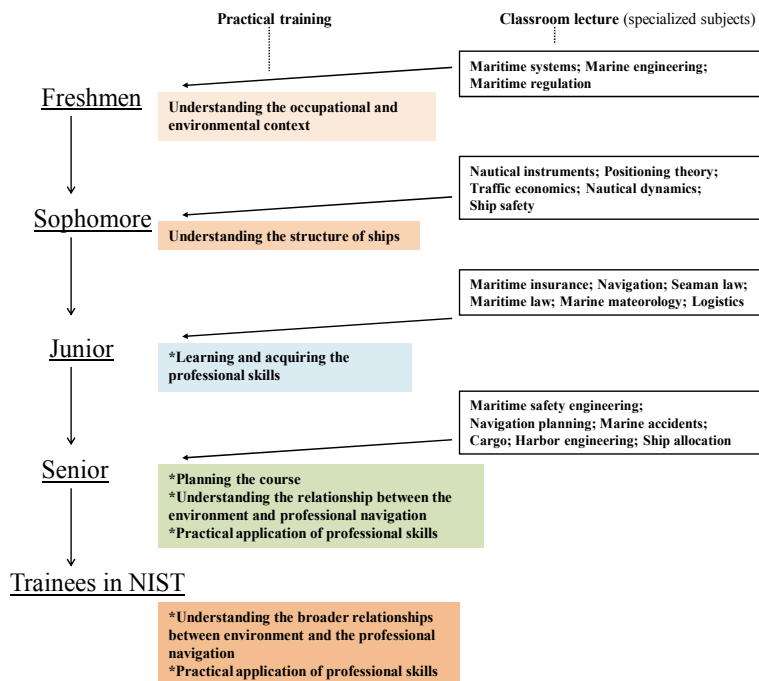 Practical training
Classroom lecture (specialized subjects)
Maritime systems; Marine engineering;
Maritime regulation
Freshmen
Understanding the occupational and
environmental context
Nautical instruments; Positioning theory;
Traffic economics; Nautical dynamics;
Ship safety
Sophomore
Understanding the structure of ships
Maritime insurance; Navigation; Seaman law;
Maritime law; Marine mateorology; Logistics
Junior
*Learning and acquiring the
professional skills
Maritime safety engineering;
Navigation planning; Marine accidents;
Cargo; Harbor engineering; Ship allocation
Senior
*Planning the course
*Understanding the relationship between the
environment and professional navigation
*Practical application of professional skills
Trainees in NIST
*Understanding the broader relationships
between environment and the professional
navigation
*Practical application of professional skills